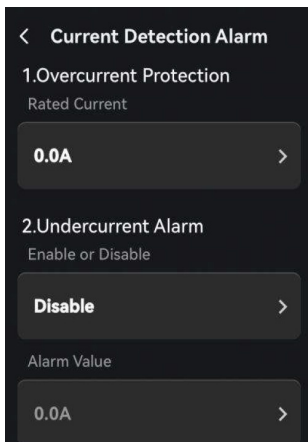 Current Detection Alarm
1.Overcurrent Protection
Rated Current
0.0A
2.Undercurrent Alarm
Enable or Disable
Disable
Alarm Value
0.0A